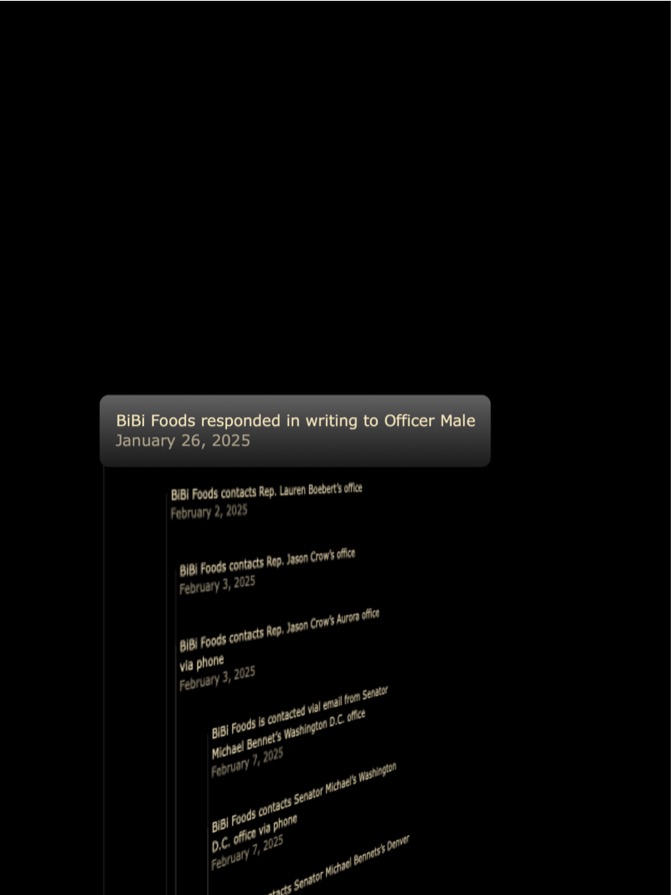 BiBi Foods responded in writing to Officer Male
January 26, 2025
BiBi Foods contacts Rep. Lauren Boebert's office
February 2, 2025
BiBi Foods contacts Rep. Jason Crow's office
February 3, 2025
BiBi Foods contacts Rep. Jason Crow's Aurora office
via phone
February 3, 2025
BiBi Foods is contacted vial email from Senator
Michael Bennet's Washington D.C. office
February 7, 2025
BiBi Foods contacts Senator Michael's Washington
D.C. office via phone
February 7, 2025
Senator Michael Bennets's Denver